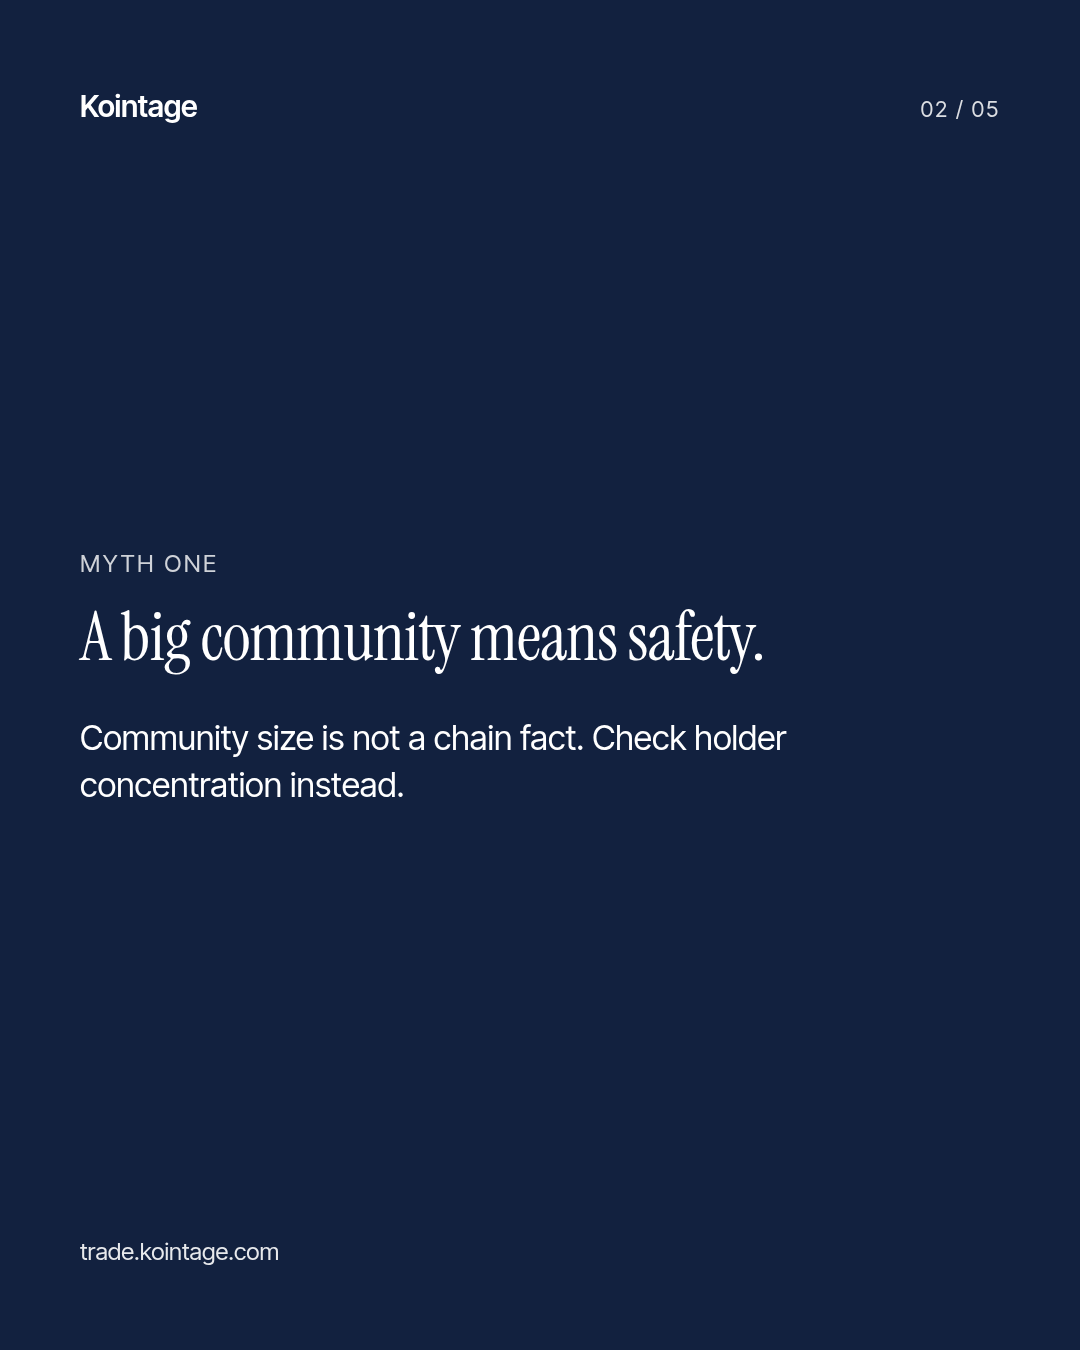 Kointage
02 / 05
MYTH ONE
A big community means safety.
Community size is not a chain fact. Check holder
concentration instead.
trade.kointage.com